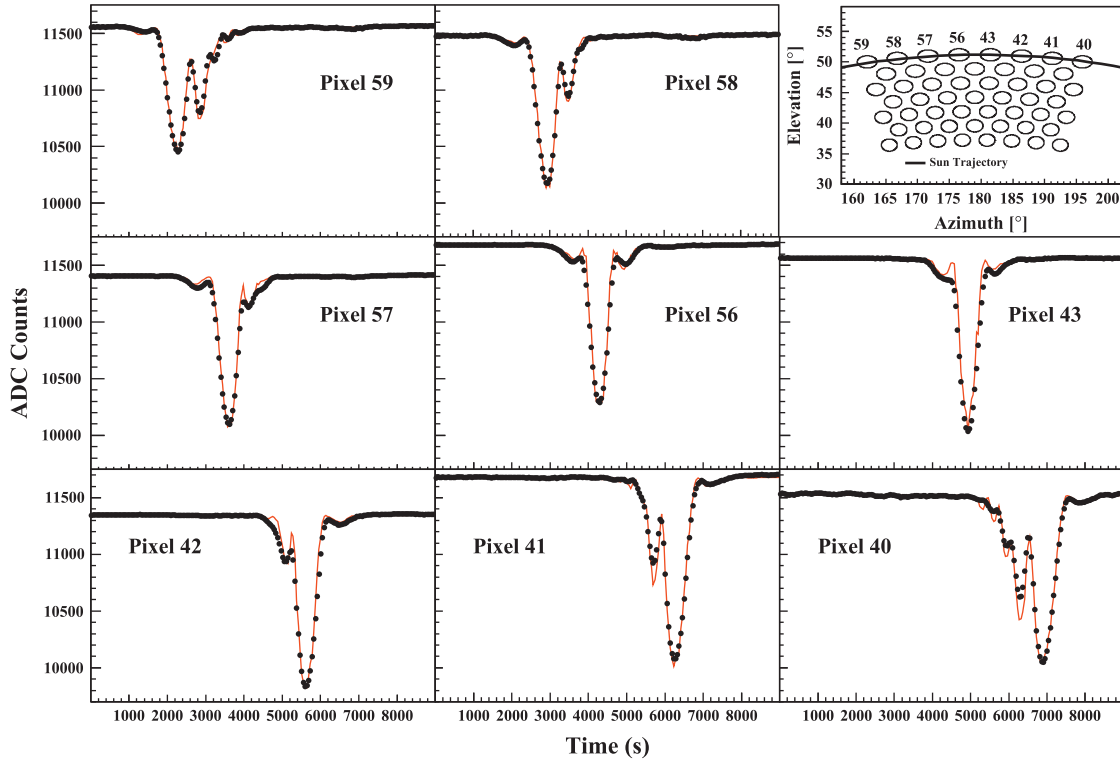 11500
11000
10500
10000
Pixel 59
Pixel 58
Elevation [°]
55
50
45
40
35
30
59 58 57 56 43 42 41 40
Sun Trajectory
160 165 170 175 180 185 190 195 200
Azimuth [°]
ADC Counts
11500
11000
10500
10000
Pixel 57
Pixel 56
Pixel 43
11500
11000
10500
10000
Pixel 42
Pixel 41
Pixel 40
1000 2000 3000 4000 5000 6000 7000 8000
1000 2000 3000 4000 5000 6000 7000 8000
1000 2000 3000 4000 5000 6000 7000 8000
Time (s)